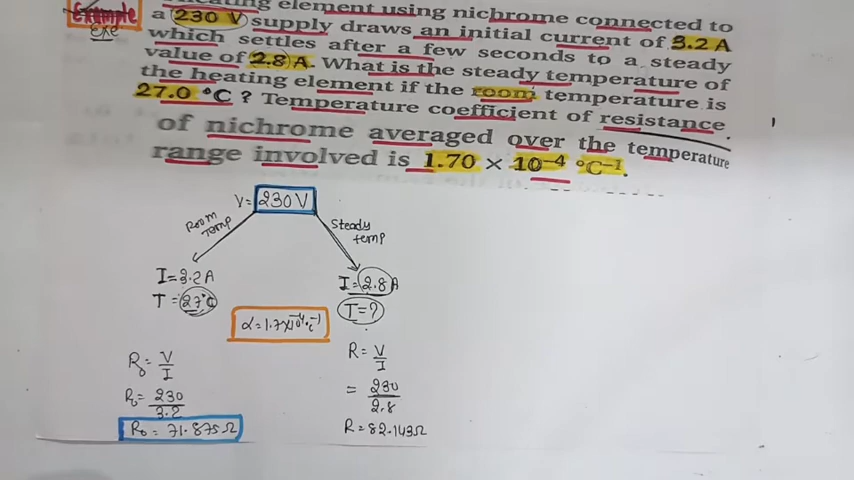 Example
exe
heating element using nichrome connected to
a 230 V supply draws an initial current of 3.2 A
which settles after a few seconds to a steady
value of 2.8 A. What is the steady temperature of
the heating element if the room temperature is
27.0 °C ? Temperature coefficient of resistance
of nichrome averaged over the temperature
range involved is 1.70 × 10⁻⁴ °C⁻¹.
V = 230 V
Room temp
Steady temp
I = 3.2 A
T = 27°C
I = 2.8 A
T = ?
α = 1.7×10⁻⁴ °C⁻¹
R₀ = V/I
R₀ = 230/3.2
R₀ = 71.875 Ω
R = V/I
= 230/2.8
R = 82.143 Ω